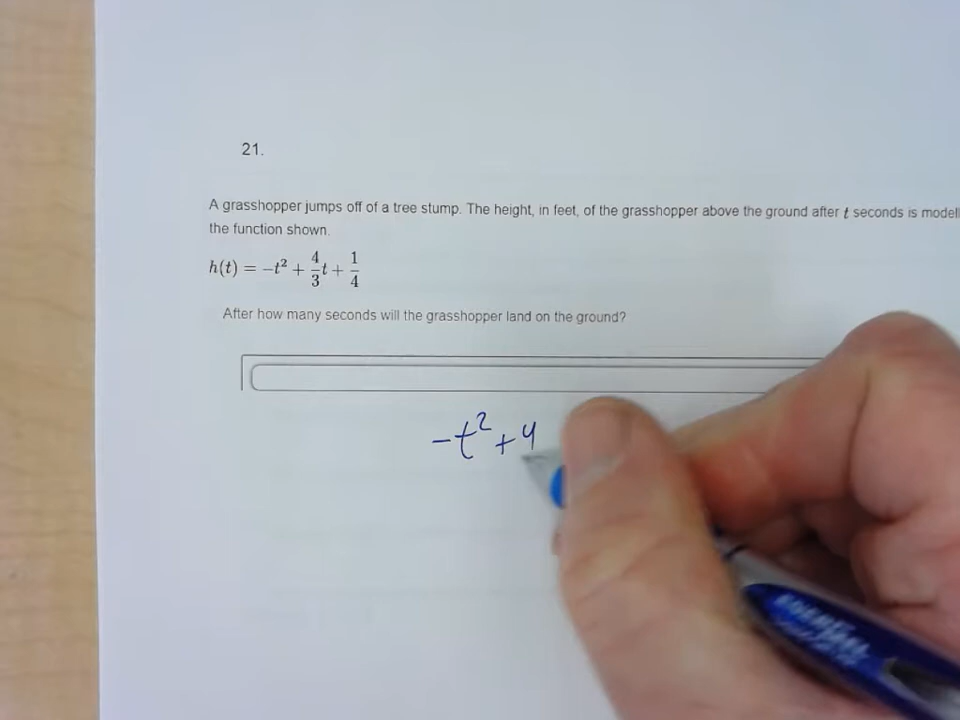 21.
A grasshopper jumps off of a tree stump. The height, in feet, of the grasshopper above the ground after t seconds is modell
the function shown.
h(t) = −t² + 4/3 t + 1/4
After how many seconds will the grasshopper land on the ground?
-t² + 4